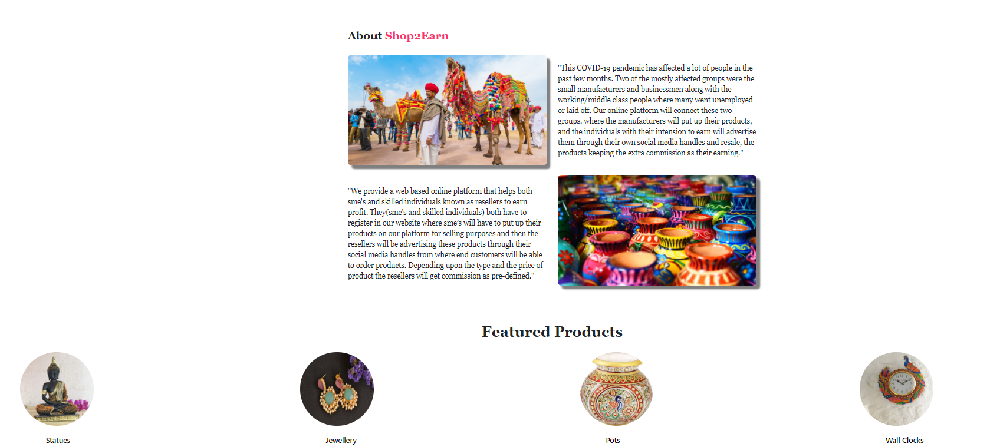 About Shop2Earn
"This COVID-19 pandemic has affected a lot of people in the
past few months. Two of the mostly affected groups were the
small manufacturers and businessmen along with the
working/middle class people where many went unemployed
or laid off. Our online platform will connect these two
groups, where the manufacturers will put up their products,
and the individuals with their intension to earn will advertise
them through their own social media handles and resale, the
products keeping the extra commission as their earning."
"We provide a web based online platform that helps both
sme's and skilled individuals known as resellers to earn
profit. They(sme's and skilled individuals) both have to
register in our website where sme's will have to put up their
products on our platform for selling purposes and then the
resellers will be advertising these products through their
social media handles from where end customers will be able
to order products. Depending upon the type and the price of
product the resellers will get commission as pre-defined."
Featured Products
Statues
Jewellery
Pots
Wall Clocks